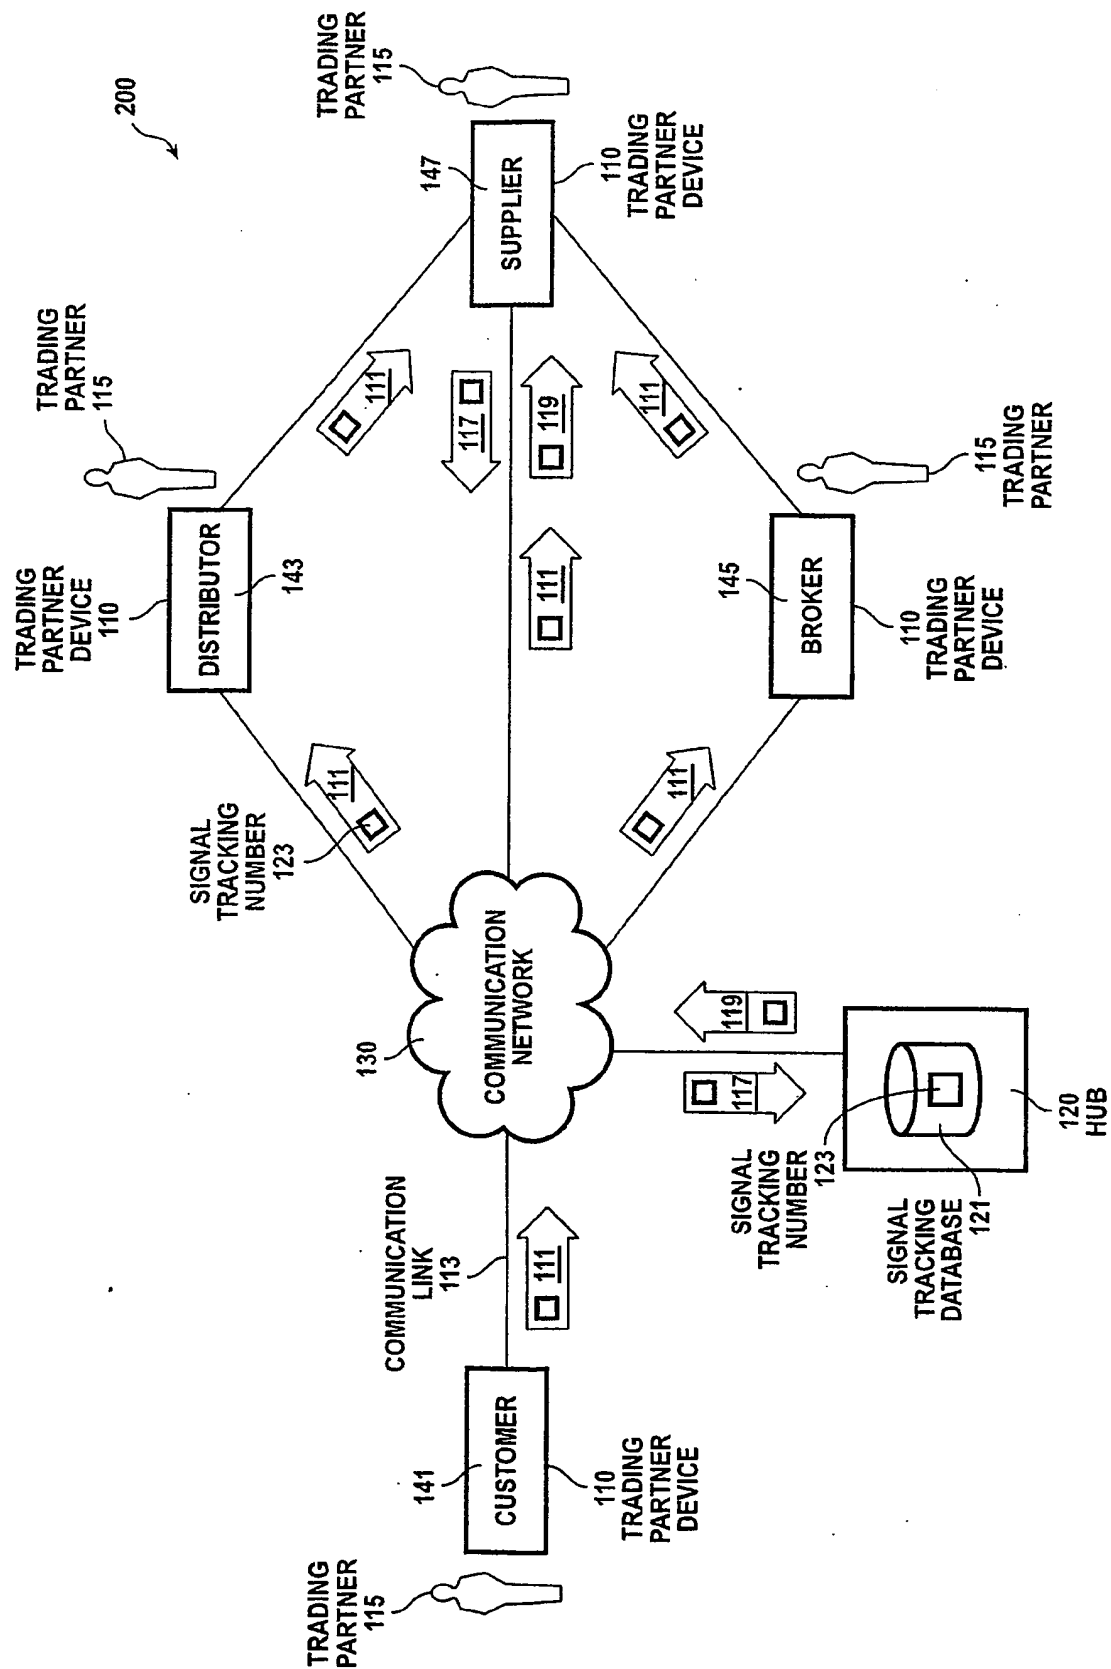 200
TRADING
PARTNER
115
TRADING
PARTNER
115
147
SUPPLIER
110
TRADING
PARTNER
DEVICE
TRADING
PARTNER
DEVICE
110
DISTRIBUTOR
143
111
117
119
111
111
145
BROKER
110
TRADING
PARTNER
DEVICE
115
TRADING
PARTNER
SIGNAL
TRACKING
NUMBER
123
111
111
130
COMMUNICATION
NETWORK
117
119
SIGNAL
TRACKING
NUMBER
123
SIGNAL
TRACKING
DATABASE
121
120
HUB
COMMUNICATION
LINK
113
111
141
CUSTOMER
110
TRADING
PARTNER
DEVICE
TRADING
PARTNER
115